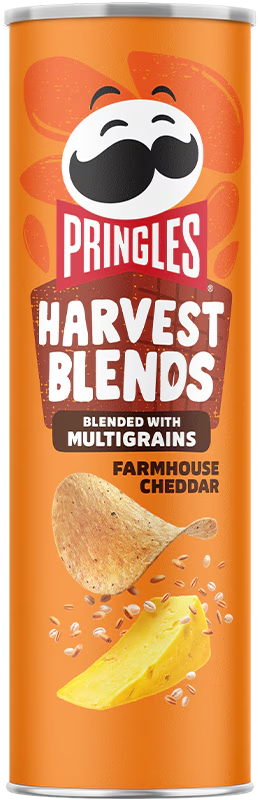 PRINGLES
®
HARVEST
BLENDS
BLENDED WITH
MULTIGRAINS
FARMHOUSE
CHEDDAR